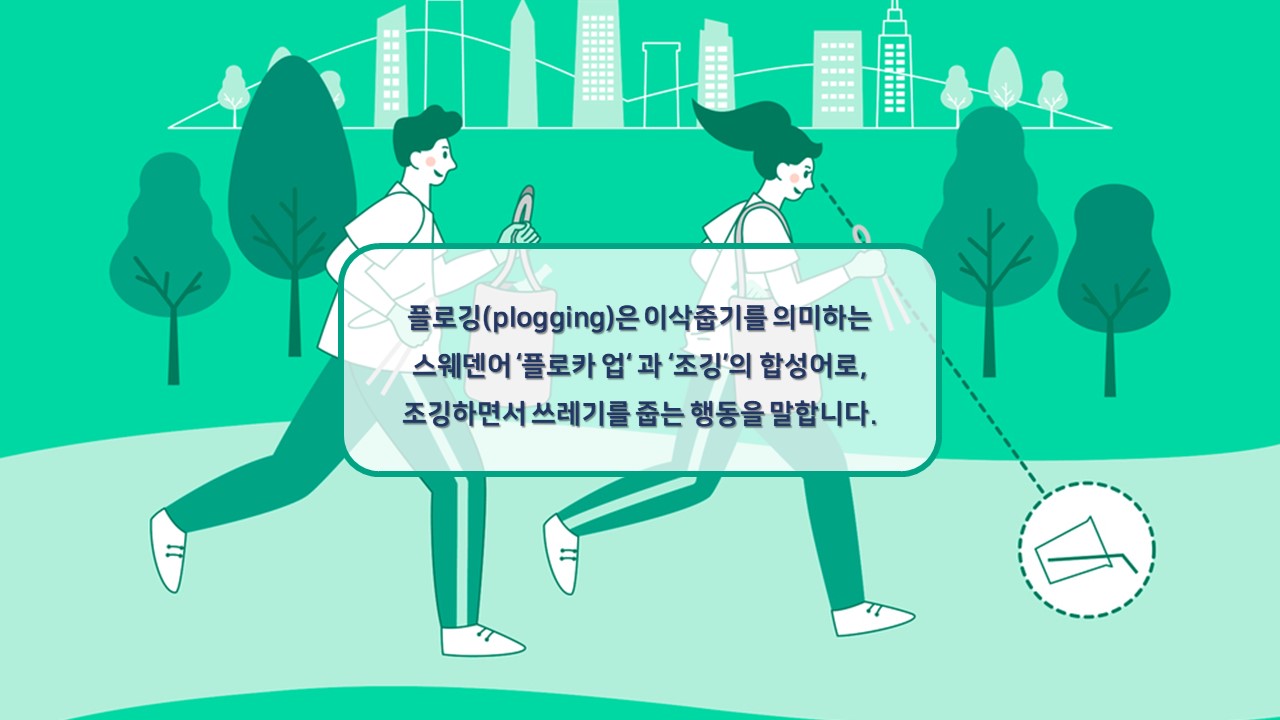 플로깅(plogging)은 이삭줍기를 의미하는
스웨덴어 ‘플로카 업‘ 과 ‘조깅’의 합성어로,
조깅하면서 쓰레기를 줍는 행동을 말합니다.